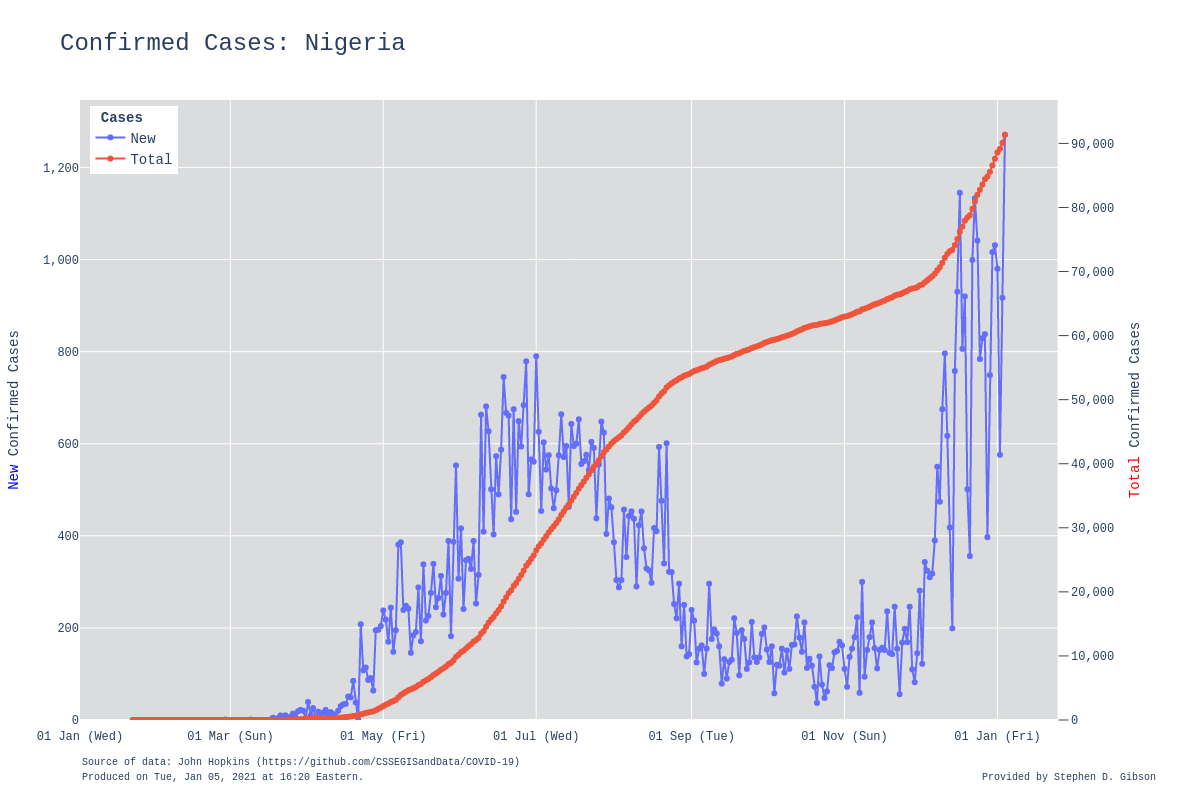 Confirmed Cases: Nigeria
Cases
New
Total
1,200
1,000
800
600
400
200
0
90,000
80,000
70,000
60,000
50,000
40,000
30,000
20,000
10,000
0
New Confirmed Cases
Total Confirmed Cases
01 Jan (Wed)
01 Mar (Sun)
01 May (Fri)
01 Jul (Wed)
01 Sep (Tue)
01 Nov (Sun)
01 Jan (Fri)
Source of data: John Hopkins (https://github.com/CSSEGISandData/COVID-19)
Produced on Tue, Jan 05, 2021 at 16:20 Eastern.
Provided by Stephen D. Gibson